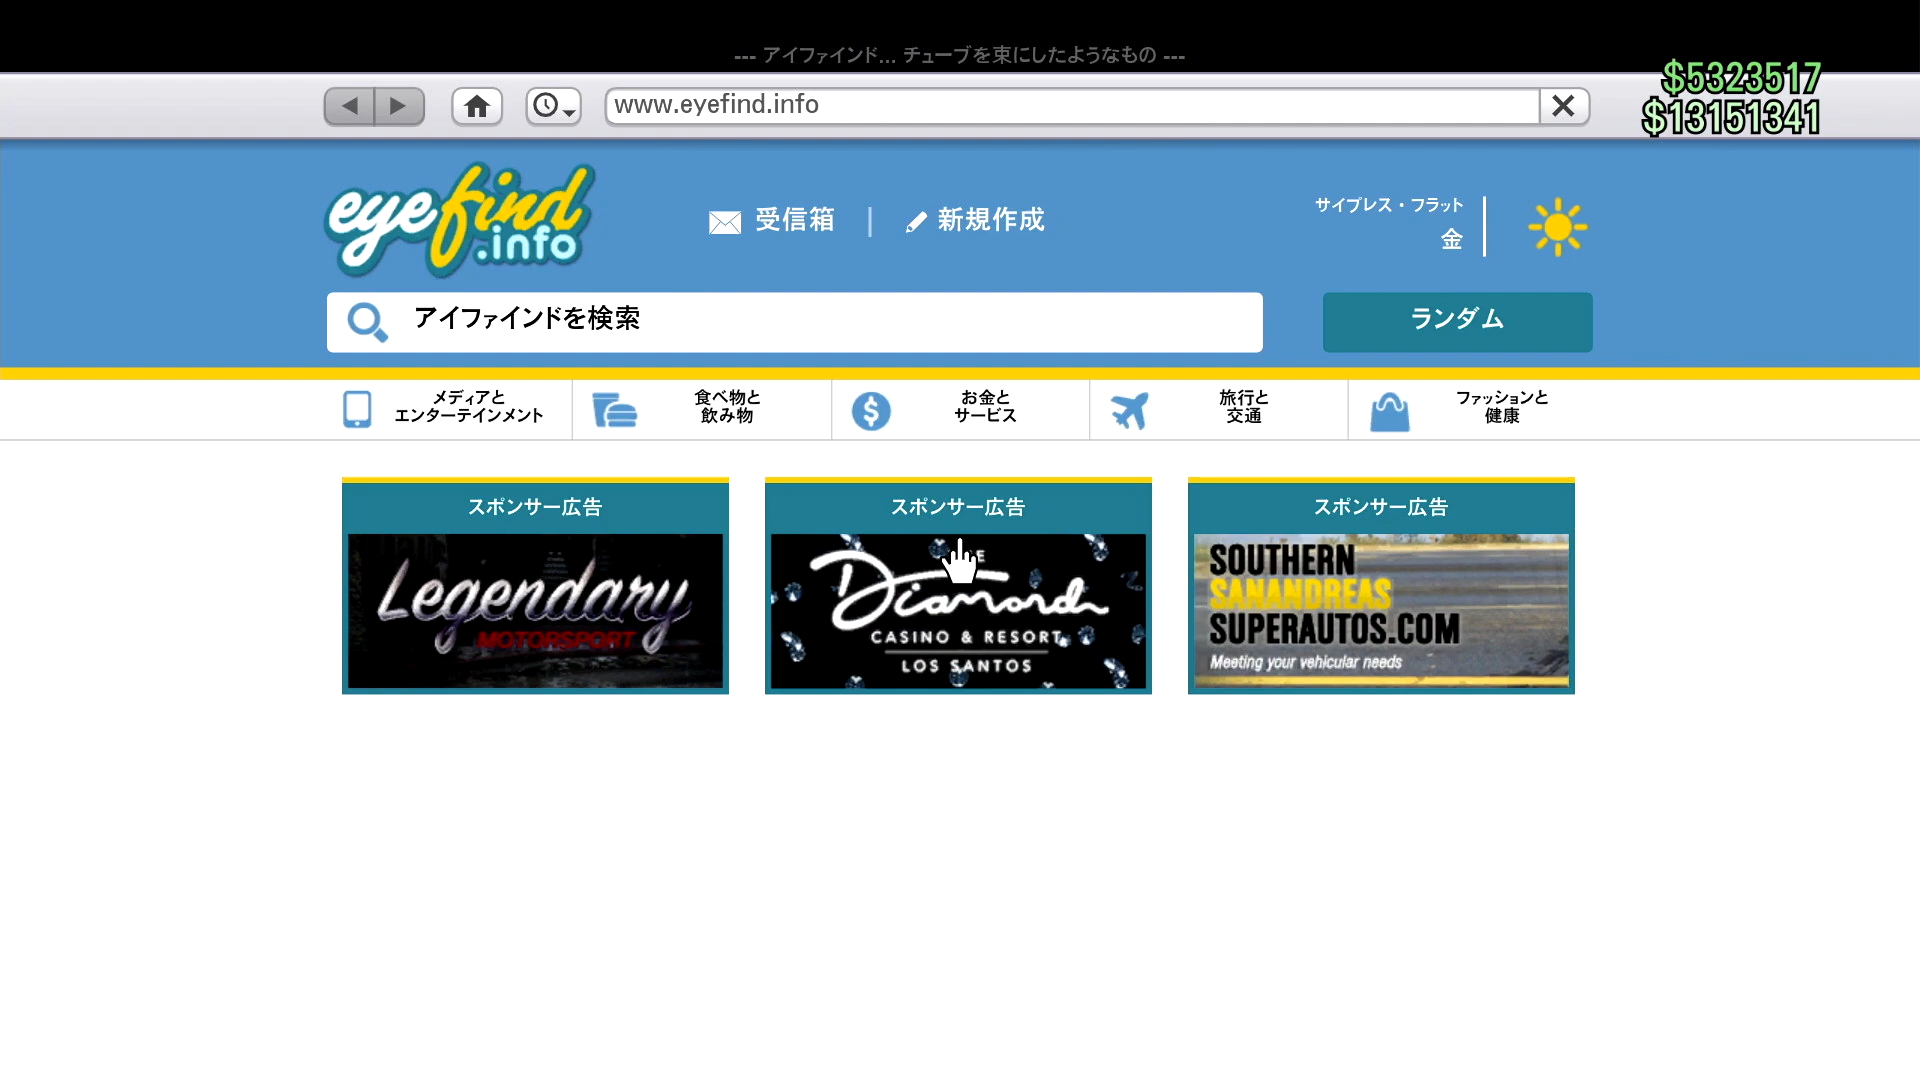 --- アイファインド... チューブを束にしたようなもの ---
$5323517
www.eyefind.info
$13151341
eyefind
.info
受信箱 | 新規作成
サイプレス・フラット
金
アイファインドを検索
ランダム
メディアと
エンターテインメント
食べ物と
飲み物
お金と
サービス
旅行と
交通
ファッションと
健康
スポンサー広告
Legendary
MOTORSPORT
スポンサー広告
Diamond
CASINO & RESORT
LOS SANTOS
スポンサー広告
SOUTHERN
SANANDREAS
SUPERAUTOS.COM
Meeting your vehicular needs